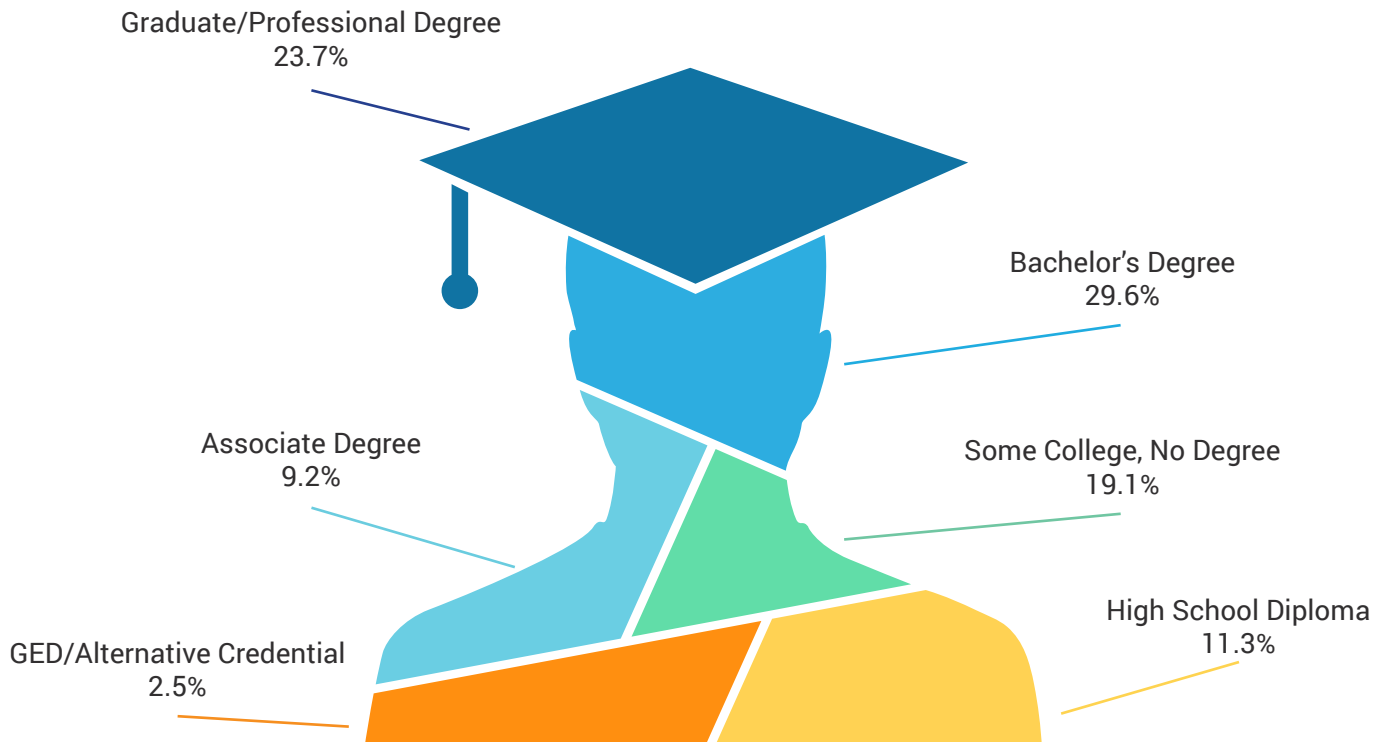 Graduate/Professional Degree
23.7%
Bachelor’s Degree
29.6%
Associate Degree
9.2%
Some College, No Degree
19.1%
High School Diploma
11.3%
GED/Alternative Credential
2.5%